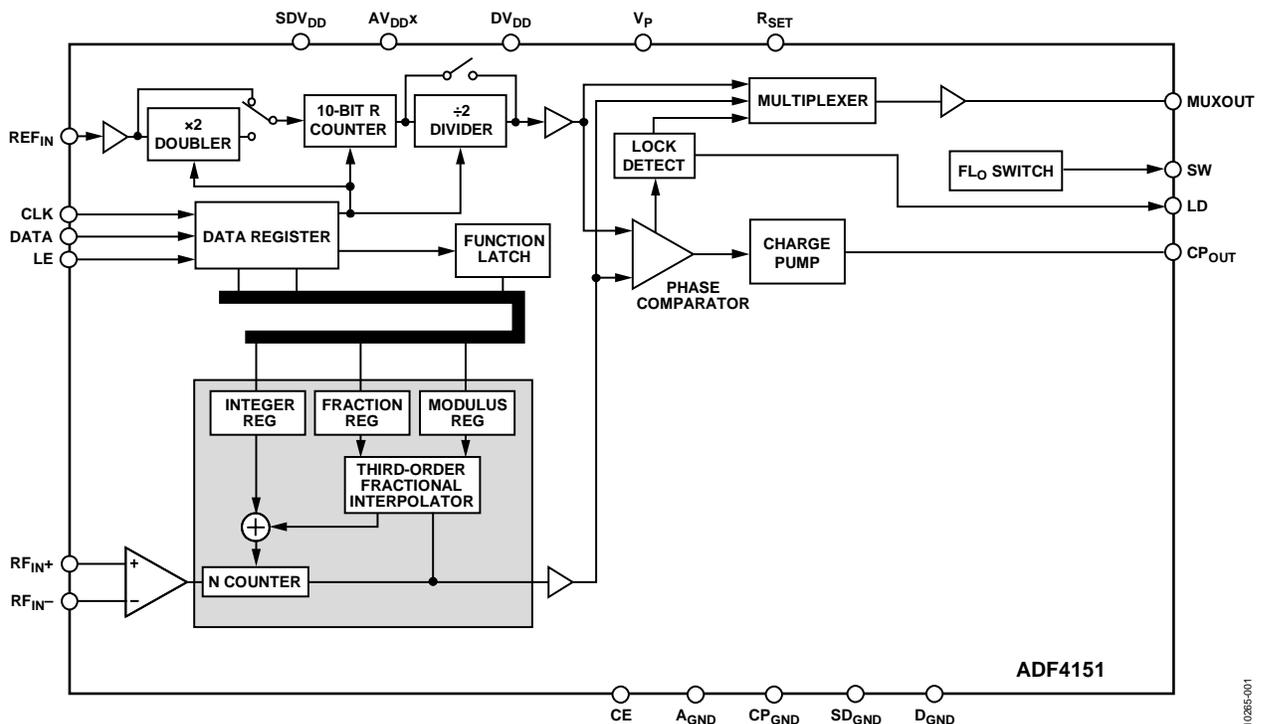 SDVDD AVDDx DVDD VP RSET
REFIN
×2
DOUBLER
10-BIT R
COUNTER
÷2
DIVIDER
MULTIPLEXER
MUXOUT
LOCK
DETECT
FLO SWITCH
SW
LD
CLK
DATA
LE
DATA REGISTER
FUNCTION
LATCH
CHARGE
PUMP
CPOUT
PHASE
COMPARATOR
INTEGER
REG
FRACTION
REG
MODULUS
REG
THIRD-ORDER
FRACTIONAL
INTERPOLATOR
RFIN+
RFIN–
+
–
N COUNTER
ADF4151
CE AGND CPGND SDGND DGND
10265-001